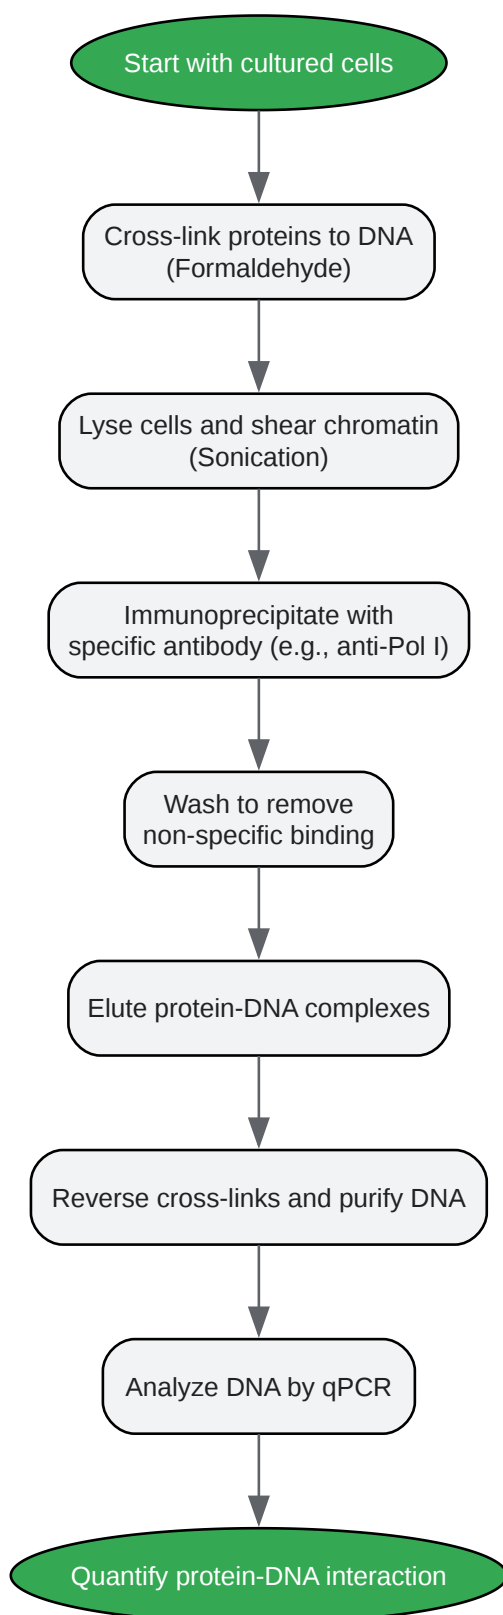 Start with cultured cells
Cross-link proteins to DNA
(Formaldehyde)
Lyse cells and shear chromatin
(Sonication)
Immunoprecipitate with
specific antibody (e.g., anti-Pol I)
Wash to remove
non-specific binding
Elute protein-DNA complexes
Reverse cross-links and purify DNA
Analyze DNA by qPCR
Quantify protein-DNA interaction